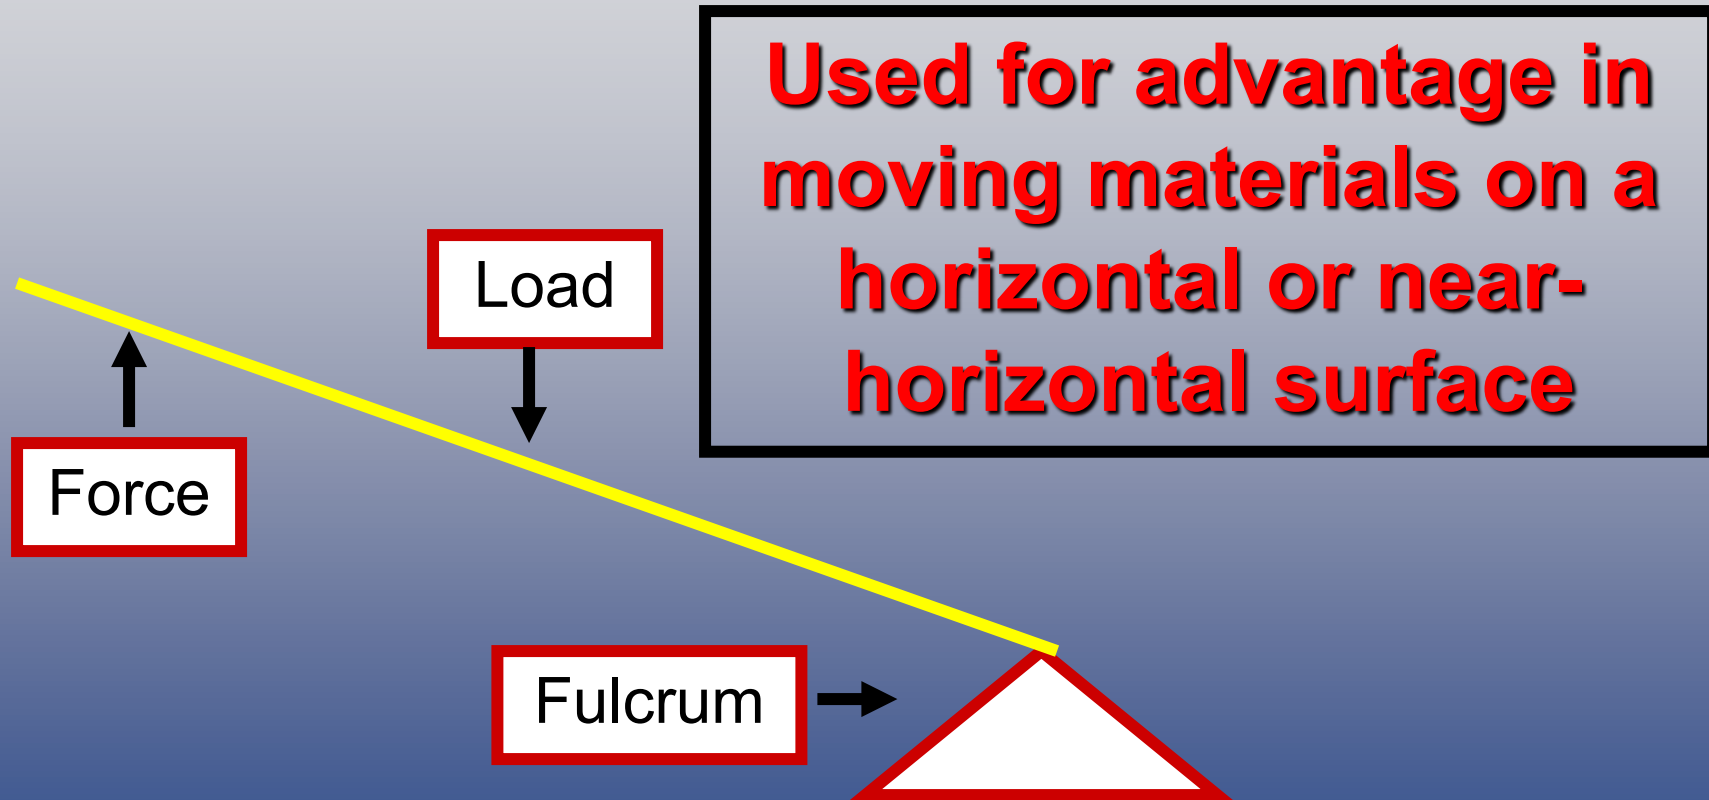 Used for advantage in
moving materials on a
horizontal or near-
horizontal surface
Load
Force
Fulcrum